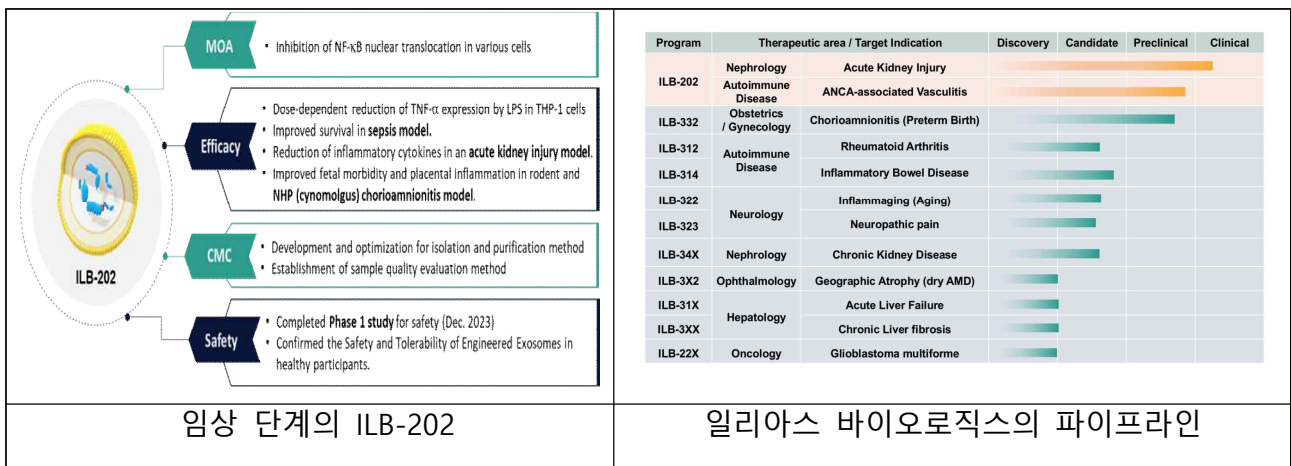 MOA
• Inhibition of NF-κB nuclear translocation in various cells
Efficacy
• Dose-dependent reduction of TNF-α expression by LPS in THP-1 cells
• Improved survival in sepsis model.
• Reduction of inflammatory cytokines in an acute kidney injury model.
• Improved fetal morbidity and placental inflammation in rodent and
NHP (cynomolgus) chorioamnionitis model.
ILB-202
CMC
• Development and optimization for isolation and purification method
• Establishment of sample quality evaluation method
Safety
• Completed Phase 1 study for safety (Dec. 2023)
• Confirmed the Safety and Tolerability of Engineered Exosomes in
healthy participants.
임상 단계의 ILB-202
Program Therapeutic area / Target Indication Discovery Candidate Preclinical Clinical
ILB-202 Nephrology Acute Kidney Injury
Autoimmune
Disease ANCA-associated Vasculitis
ILB-332 Obstetrics
/ Gynecology Chorioamnionitis (Preterm Birth)
ILB-312 Autoimmune
Disease Rheumatoid Arthritis
ILB-314 Inflammatory Bowel Disease
ILB-322 Neurology Inflammaging (Aging)
ILB-323 Neuropathic pain
ILB-34X Nephrology Chronic Kidney Disease
ILB-3X2 Ophthalmology Geographic Atrophy (dry AMD)
ILB-31X Hepatology Acute Liver Failure
ILB-3XX Chronic Liver fibrosis
ILB-22X Oncology Glioblastoma multiforme
일리아스 바이오로직스의 파이프라인